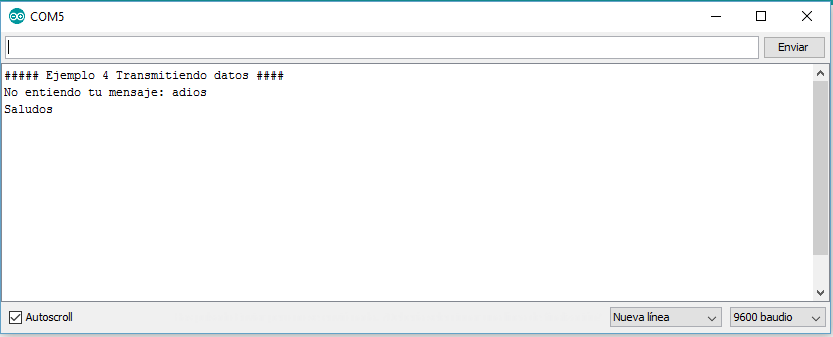 COM5
Enviar
##### Ejemplo 4 Transmitiendo datos ####
No entiendo tu mensaje: adios
Saludos
Autoscroll
Nueva línea
9600 baudio